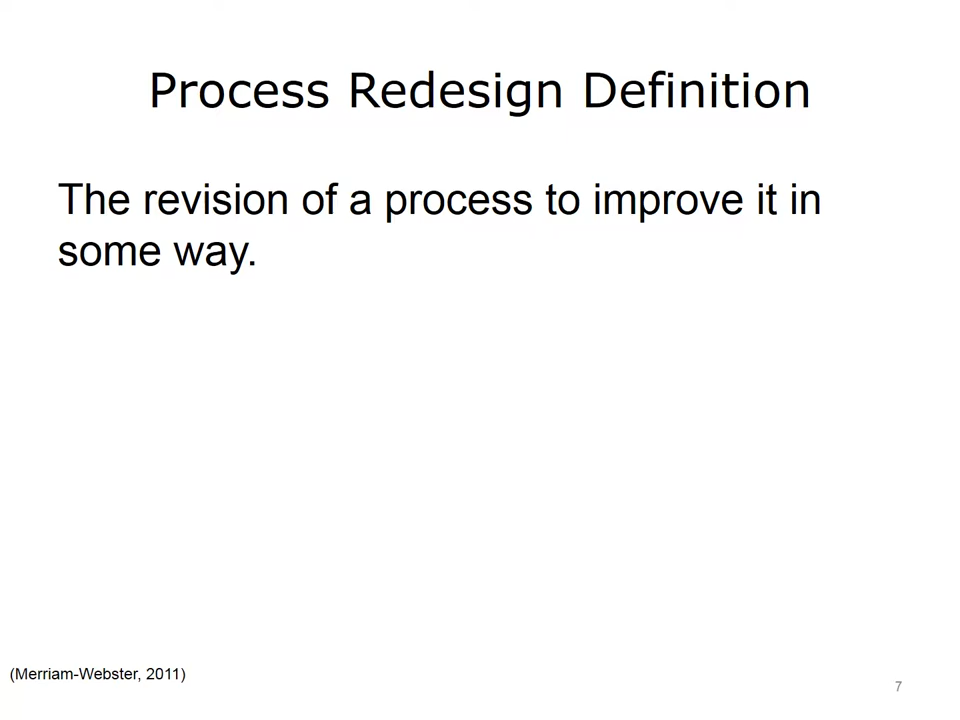 Process Redesign Definition
The revision of a process to improve it in
some way.
(Merriam-Webster, 2011)
7